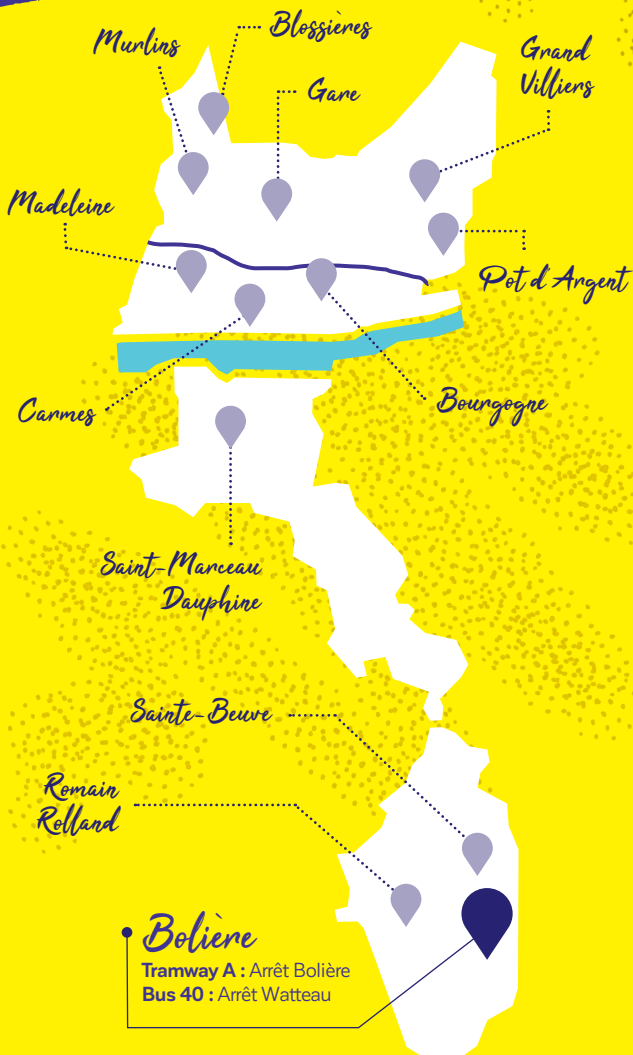 Blossières
Murlins
Grand
Villiers
Gare
Madeleine
Pot d'Argent
Carmes
Bourgogne
Saint-Marceau
Dauphine
Sainte-Beuve
Romain
Rolland
Bolière
Tramway A : Arrêt Bolière
Bus 40 : Arrêt Watteau